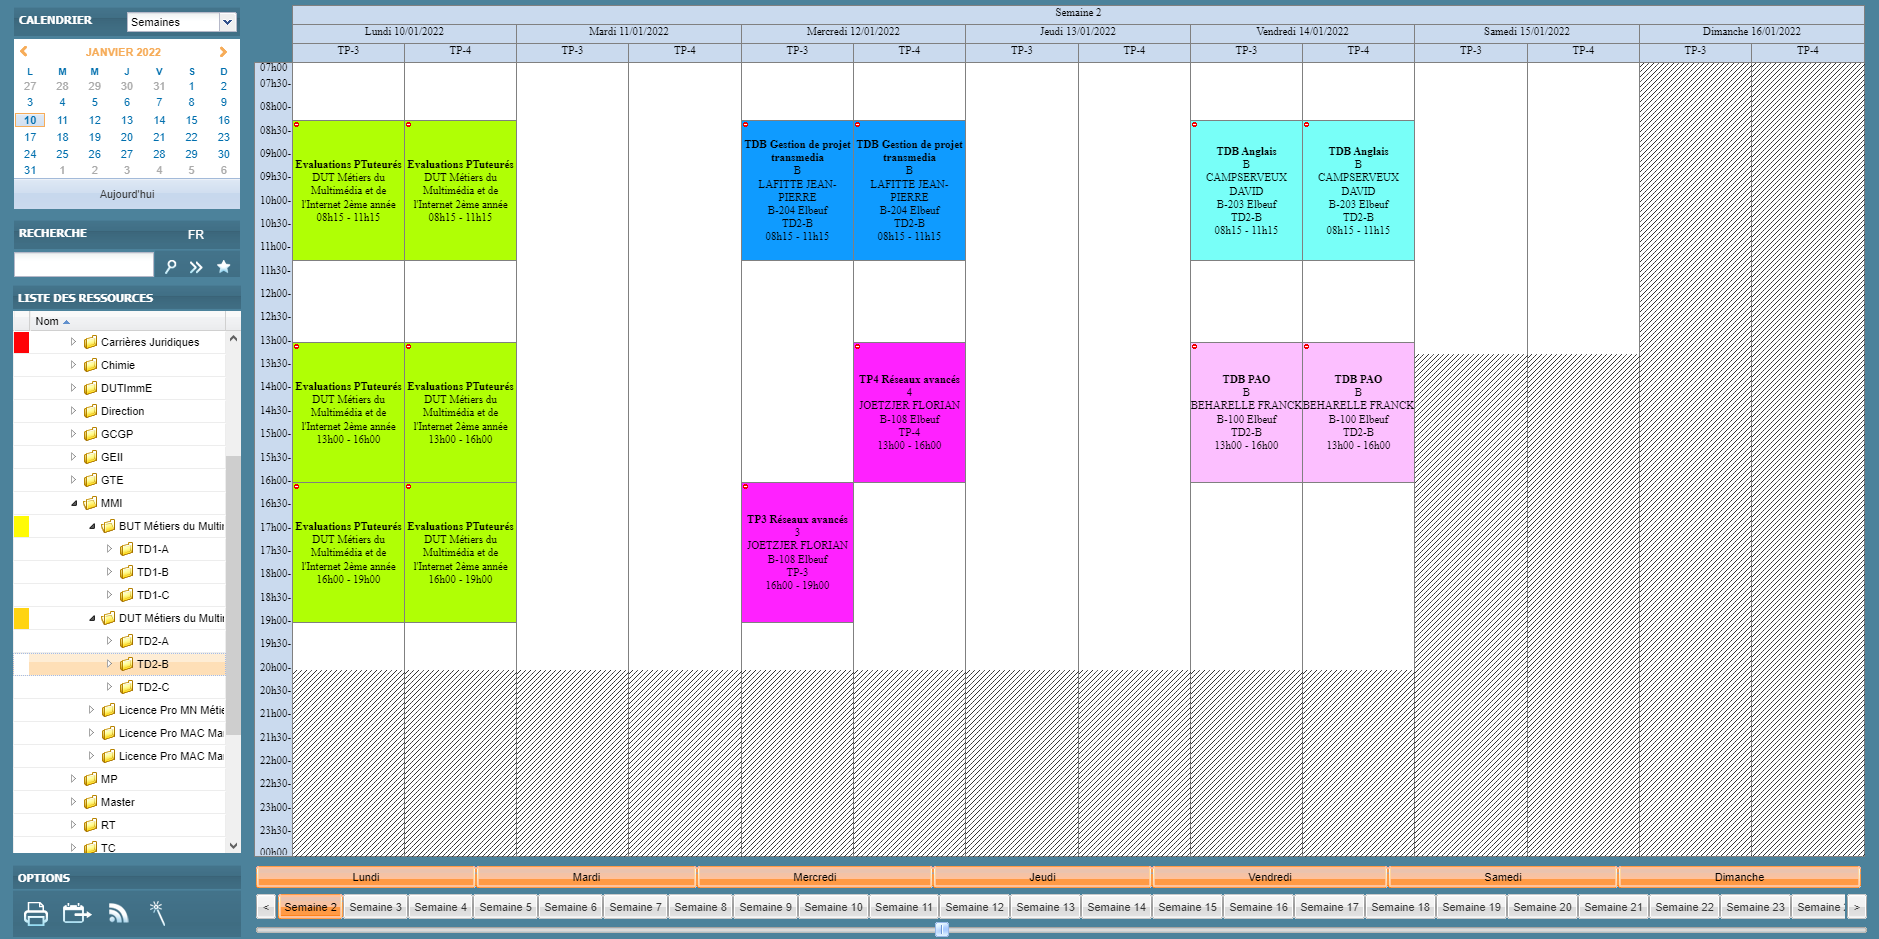 CALENDRIER
Semaines
JANVIER 2022
L M M J V S D
27 28 29 30 31 1 2
3 4 5 6 7 8 9
10 11 12 13 14 15 16
17 18 19 20 21 22 23
24 25 26 27 28 29 30
31 1 2 3 4 5 6
Aujourd'hui
RECHERCHE FR
LISTE DES RESSOURCES
Nom
Carrières Juridiques
Chimie
DUTImmE
Direction
GCGP
GEII
GTE
MMI
BUT Métiers du Multir
TD1-A
TD1-B
TD1-C
DUT Métiers du Multir
TD2-A
TD2-B
TD2-C
Licence Pro MN Métie
Licence Pro MAC Ma
Licence Pro MAC Ma
MP
Master
RT
TC
OPTIONS
Semaine 2
Lundi 10/01/2022 Mardi 11/01/2022 Mercredi 12/01/2022 Jeudi 13/01/2022 Vendredi 14/01/2022 Samedi 15/01/2022 Dimanche 16/01/2022
TP-3 TP-4 TP-3 TP-4 TP-3 TP-4 TP-3 TP-4 TP-3 TP-4 TP-3 TP-4 TP-3 TP-4
07h00
07h30-
08h00-
08h30-
09h00-
09h30-
10h00-
10h30-
11h00-
11h30-
12h00-
12h30-
13h00-
13h30-
14h00-
14h30-
15h00-
15h30-
16h00-
16h30-
17h00-
17h30-
18h00-
18h30-
19h00-
19h30-
20h00-
20h30-
21h00-
21h30-
22h00-
22h30-
23h00-
23h30-
00h00
Evaluations PTuteurés
DUT Métiers du
Multimédia et de
l'Internet 2ème année
08h15 - 11h15
Evaluations PTuteurés
DUT Métiers du
Multimédia et de
l'Internet 2ème année
08h15 - 11h15
Evaluations PTuteurés
DUT Métiers du
Multimédia et de
l'Internet 2ème année
13h00 - 16h00
Evaluations PTuteurés
DUT Métiers du
Multimédia et de
l'Internet 2ème année
13h00 - 16h00
Evaluations PTuteurés
DUT Métiers du
Multimédia et de
l'Internet 2ème année
16h00 - 19h00
Evaluations PTuteurés
DUT Métiers du
Multimédia et de
l'Internet 2ème année
16h00 - 19h00
TDB Gestion de projet
transmedia
B
LAFITTE JEAN-
PIERRE
B-204 Elbeuf
TD2-B
08h15 - 11h15
TDB Gestion de projet
transmedia
B
LAFITTE JEAN-
PIERRE
B-204 Elbeuf
TD2-B
08h15 - 11h15
TP4 Réseaux avancés
4
JOETZJER FLORIAN
B-108 Elbeuf
TP-4
13h00 - 16h00
TP3 Réseaux avancés
3
JOETZJER FLORIAN
B-108 Elbeuf
TP-3
16h00 - 19h00
TDB Anglais
B
CAMPSERVEUX
DAVID
B-203 Elbeuf
TD2-B
08h15 - 11h15
TDB Anglais
B
CAMPSERVEUX
DAVID
B-203 Elbeuf
TD2-B
08h15 - 11h15
TDB PAO
B
BEHARELLE FRANCK
B-100 Elbeuf
TD2-B
13h00 - 16h00
TDB PAO
B
BEHARELLE FRANCK
B-100 Elbeuf
TD2-B
13h00 - 16h00
Lundi Mardi Mercredi Jeudi Vendredi Samedi Dimanche
< Semaine 2 Semaine 3 Semaine 4 Semaine 5 Semaine 6 Semaine 7 Semaine 8 Semaine 9 Semaine 10 Semaine 11 Semaine 12 Semaine 13 Semaine 14 Semaine 15 Semaine 16 Semaine 17 Semaine 18 Semaine 19 Semaine 20 Semaine 21 Semaine 22 Semaine 23 Semaine >